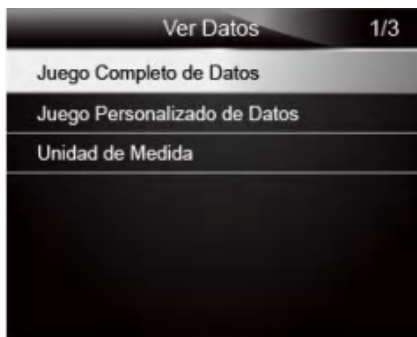 Ver Datos 1/3
Juego Completo de Datos
Juego Personalizado de Datos
Unidad de Medida